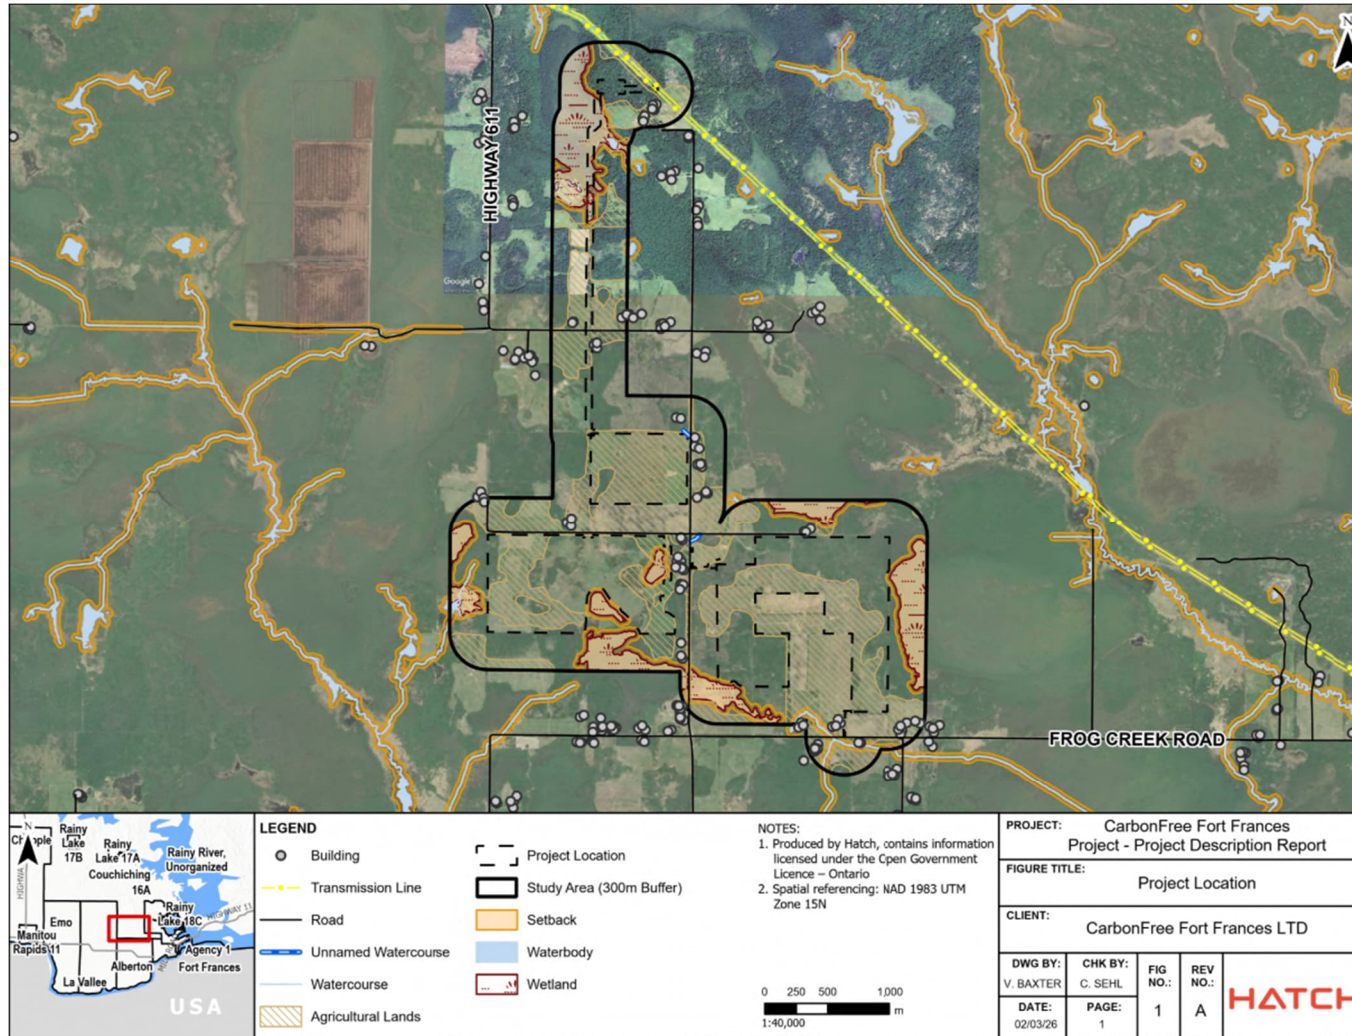 N
HIGHWAY 611
Google
FROG CREEK ROAD
N
Rainy
Lake
17B
Rainy
Lake 17A
Couchiching
16A
Rainy River,
Unorganized
Rainy
Lake 18C
HIGHWAY 11
Emo
Manitou
Rapids 11
Agency 1
Alberton
Fort Frances
La Vallee
USA
LEGEND
Building
Transmission Line
Road
Unnamed Watercourse
Watercourse
Agricultural Lands
Project Location
Study Area (300m Buffer)
Setback
Waterbody
Wetland
NOTES:
1. Produced by Hatch, contains information
licensed under the Open Government
Licence – Ontario
2. Spatial referencing: NAD 1983 UTM
Zone 15N
0 250 500 1,000
m
1:40,000
PROJECT: CarbonFree Fort Frances
Project - Project Description Report
FIGURE TITLE:
Project Location
CLIENT:
CarbonFree Fort Frances LTD
DWG BY:
V. BAXTER
CHK BY:
C. SEHL
FIG
NO.:
1
REV
NO.:
A
DATE:
02/03/26
PAGE:
1
HATCH